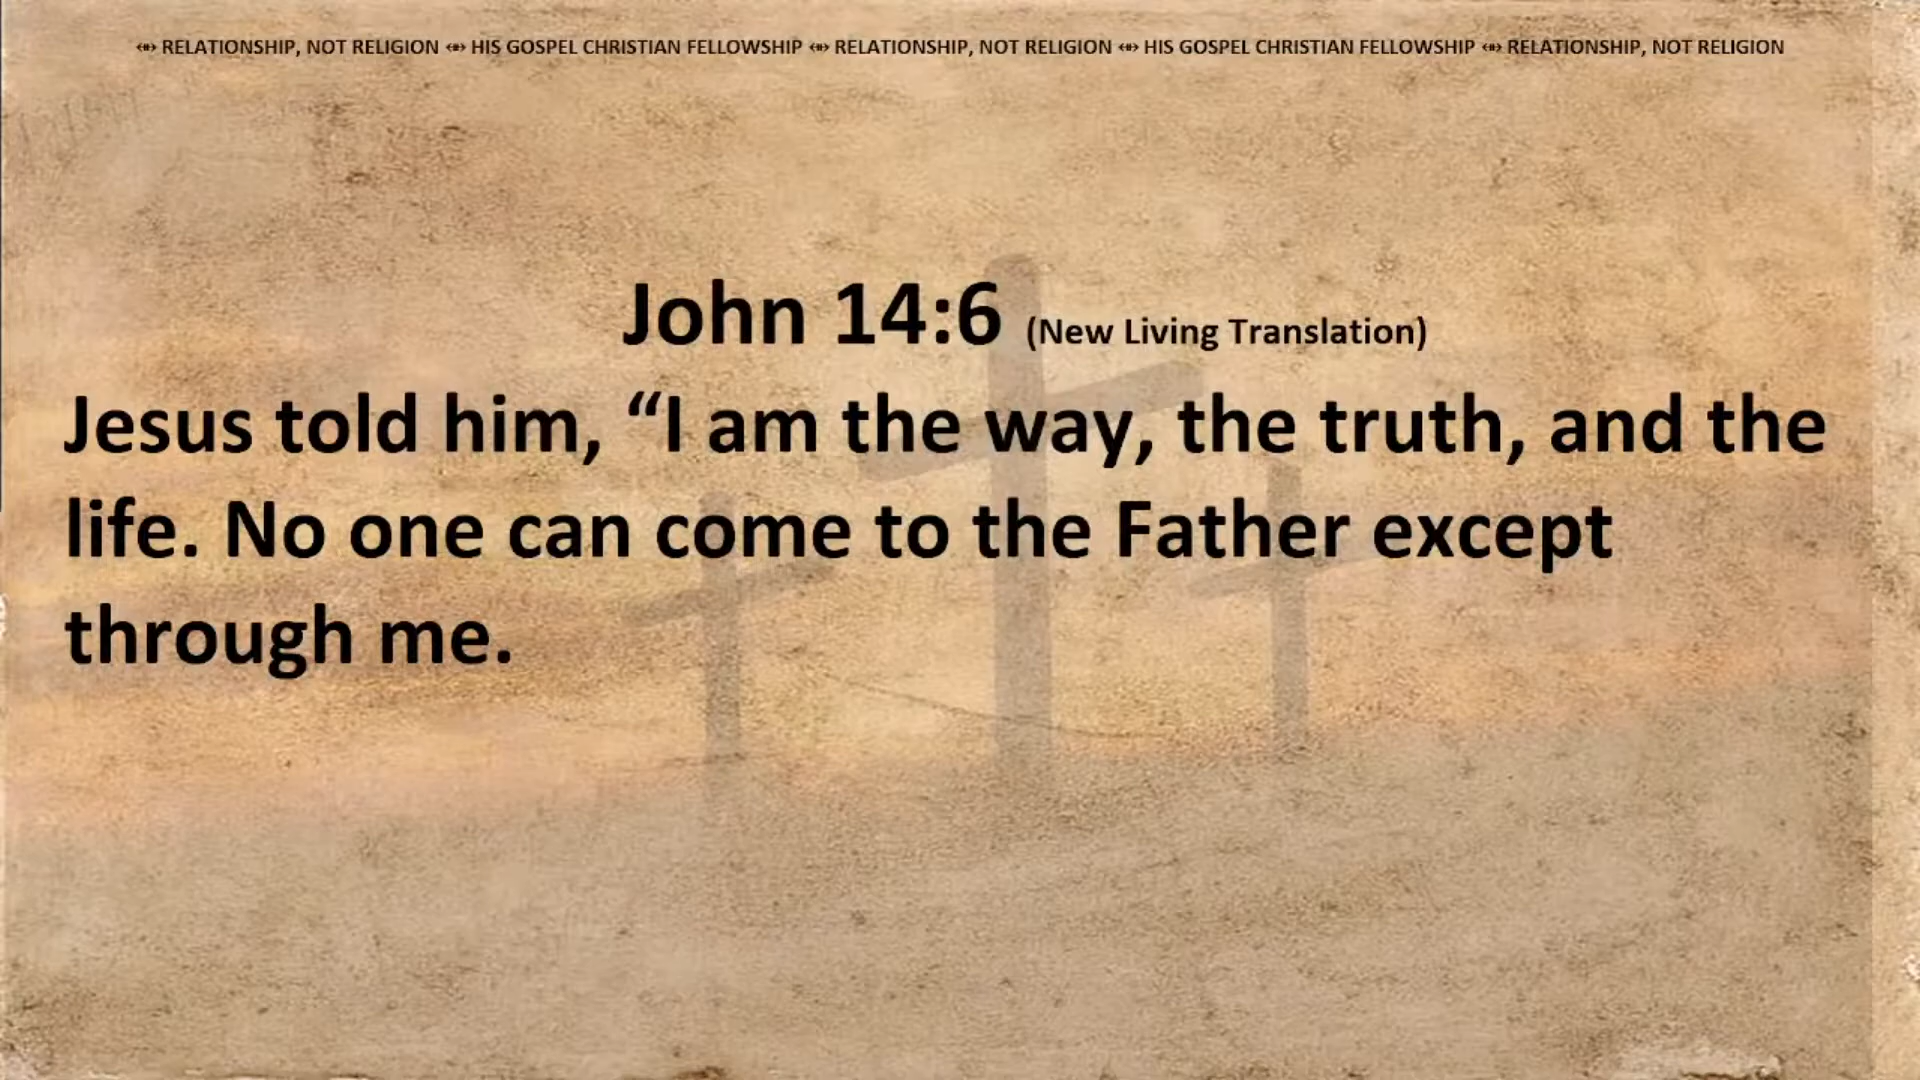 ⇹ RELATIONSHIP, NOT RELIGION ⇹ HIS GOSPEL CHRISTIAN FELLOWSHIP ⇹ RELATIONSHIP, NOT RELIGION ⇹ HIS GOSPEL CHRISTIAN FELLOWSHIP ⇹ RELATIONSHIP, NOT RELIGION
John 14:6 (New Living Translation)
Jesus told him, “I am the way, the truth, and the
life. No one can come to the Father except
through me.